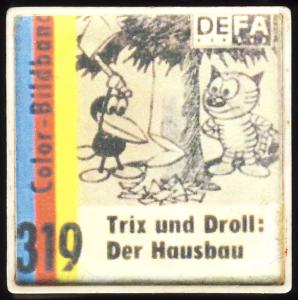 DEFA
Color-Bildband
319
Trix und Droll:
Der Hausbau